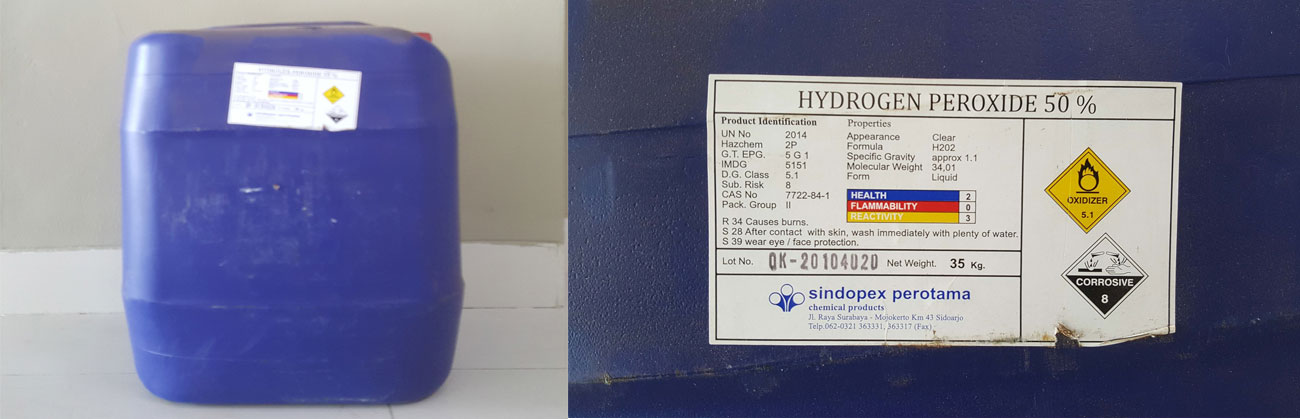 HYDROGEN PEROXIDE 50 %
HYDROGEN PEROXIDE 50 %
Product Identification
UN No 2014
Hazchem 2P
G.T. EPG. 5 G 1
IMDG 5151
D.G. Class 5.1
Sub. Risk 8
CAS No 7722-84-1
Pack. Group II
Properties
Appearance Clear
Formula H202
Specific Gravity approx 1.1
Molecular Weight 34,01
Form Liquid
HEALTH 2
FLAMMABILITY 0
REACTIVITY 3
R 34 Causes burns.
S 28 After contact with skin, wash immediately with plenty of water.
S 39 wear eye / face protection.
OXIDIZER
5.1
CORROSIVE
8
Lot No. QK-20104020 Net Weight. 35 Kg.
sindopex perotama
chemical products
Jl. Raya Surabaya - Mojokerto Km 43 Sidoarjo
Telp.062-0321 363331, 363317 (Fax)